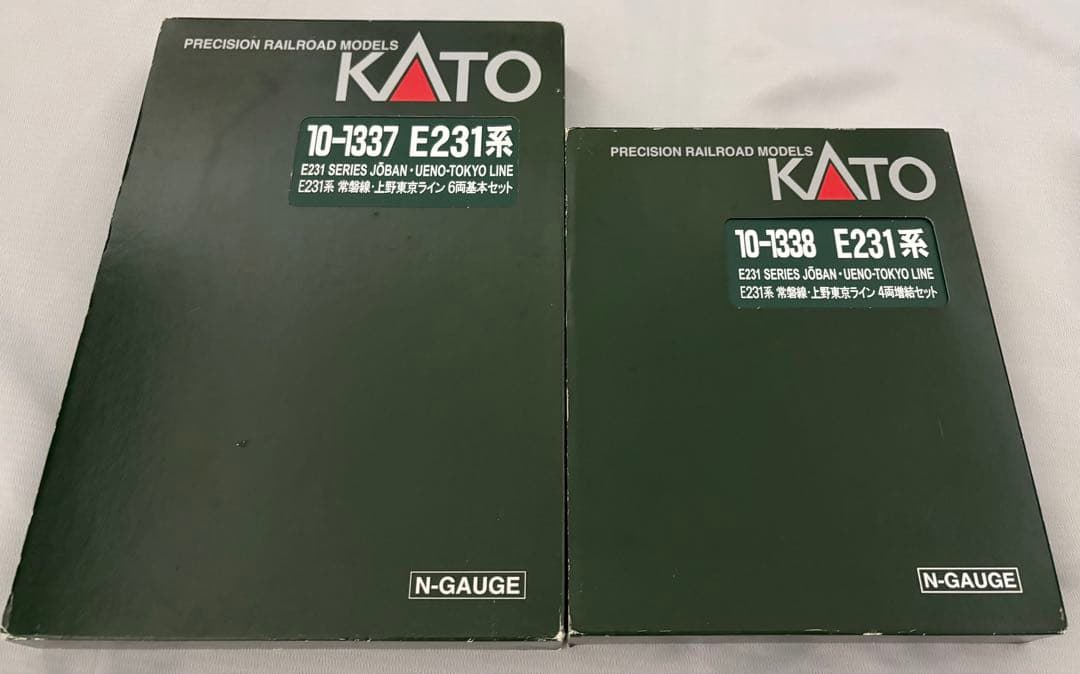 PRECISION RAILROAD MODELS
KATO
10-1337 E231系
E231 SERIES JŌBAN・UENO-TOKYO LINE
E231系 常磐線・上野東京ライン 6両基本セット
N-GAUGE
PRECISION RAILROAD MODELS
KATO
10-1338 E231系
E231 SERIES JŌBAN・UENO-TOKYO LINE
E231系 常磐線・上野東京ライン 4両増結セット
N-GAUGE